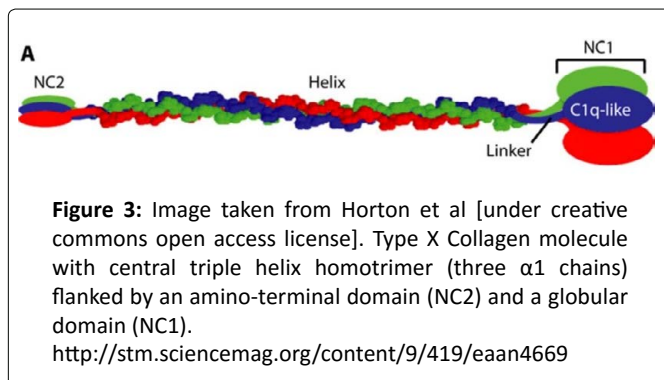 A
NC1
NC2
Helix
C1q-like
Linker
Figure 3: Image taken from Horton et al [under creative
commons open access license]. Type X Collagen molecule
with central triple helix homotrimer (three α1 chains)
flanked by an amino-terminal domain (NC2) and a globular
domain (NC1).
http://stm.sciencemag.org/content/9/419/eaan4669